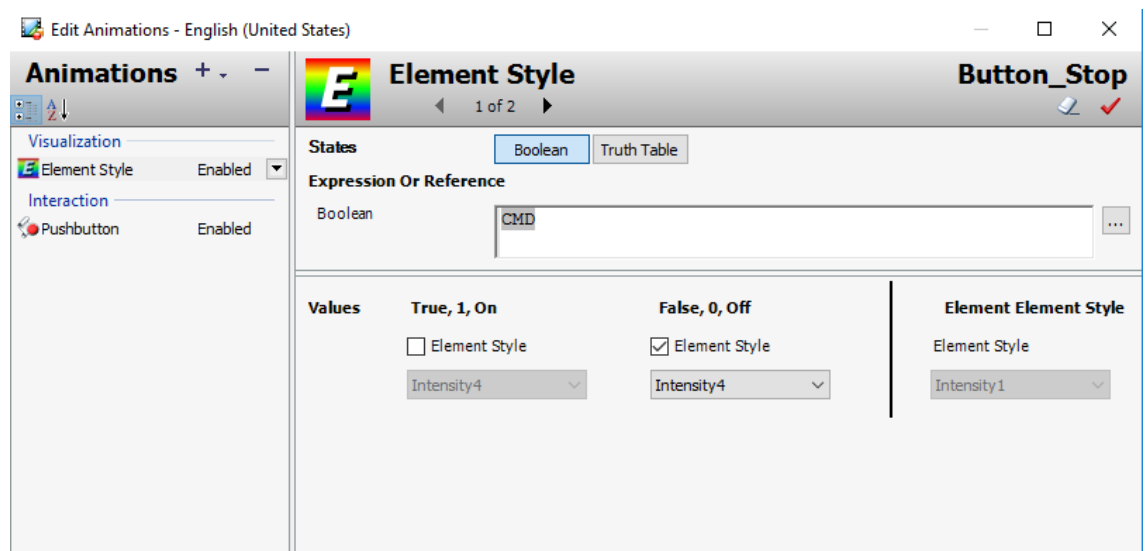 Edit Animations - English (United States)
Animations
Element Style
Button_Stop
1 of 2
Visualization
Element Style Enabled
Interaction
Pushbutton Enabled
States Boolean Truth Table
Expression Or Reference
Boolean CMD ...
Values True, 1, On False, 0, Off Element Element Style
Element Style Element Style Element Style
Intensity4 Intensity4 Intensity1